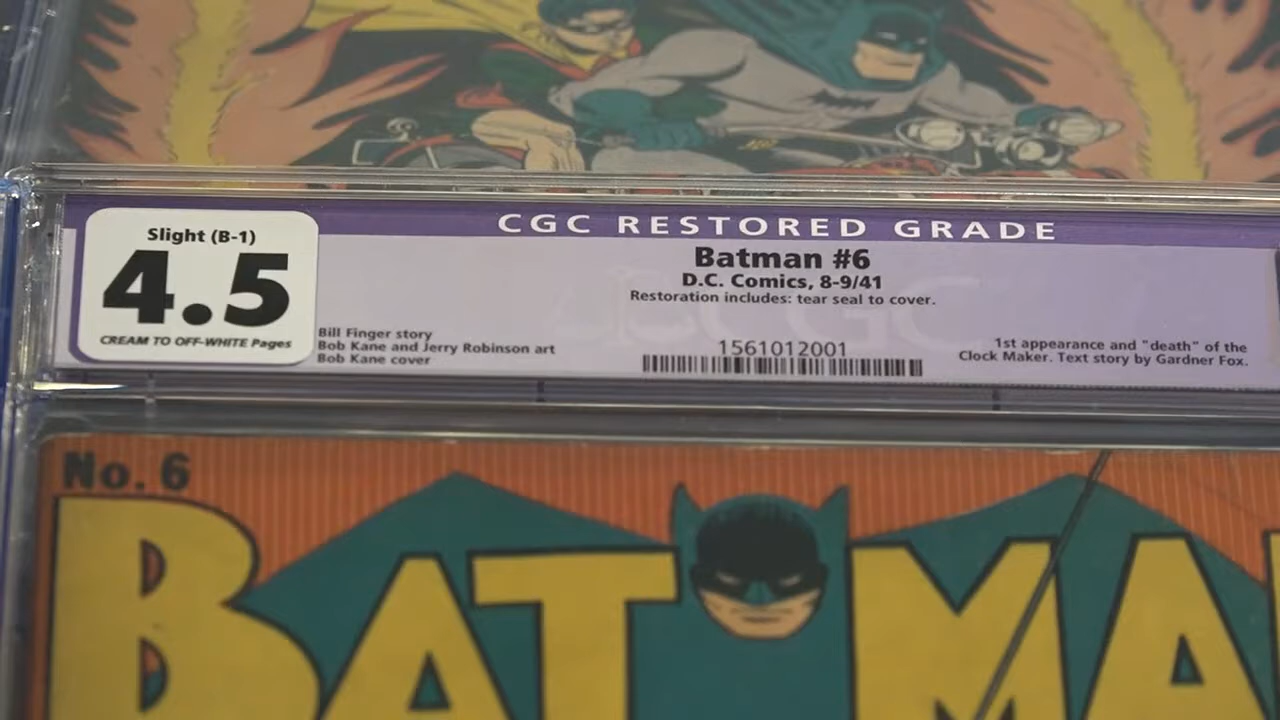 CGC RESTORED GRADE
Slight (B-1)
4.5
CREAM TO OFF-WHITE Pages
Batman #6
D.C. Comics, 8-9/41
Restoration includes: tear seal to cover.
Bill Finger story
Bob Kane and Jerry Robinson art
Bob Kane cover
1561012001
1st appearance and "death" of the
Clock Maker. Text story by Gardner Fox.
No. 6
BATMA